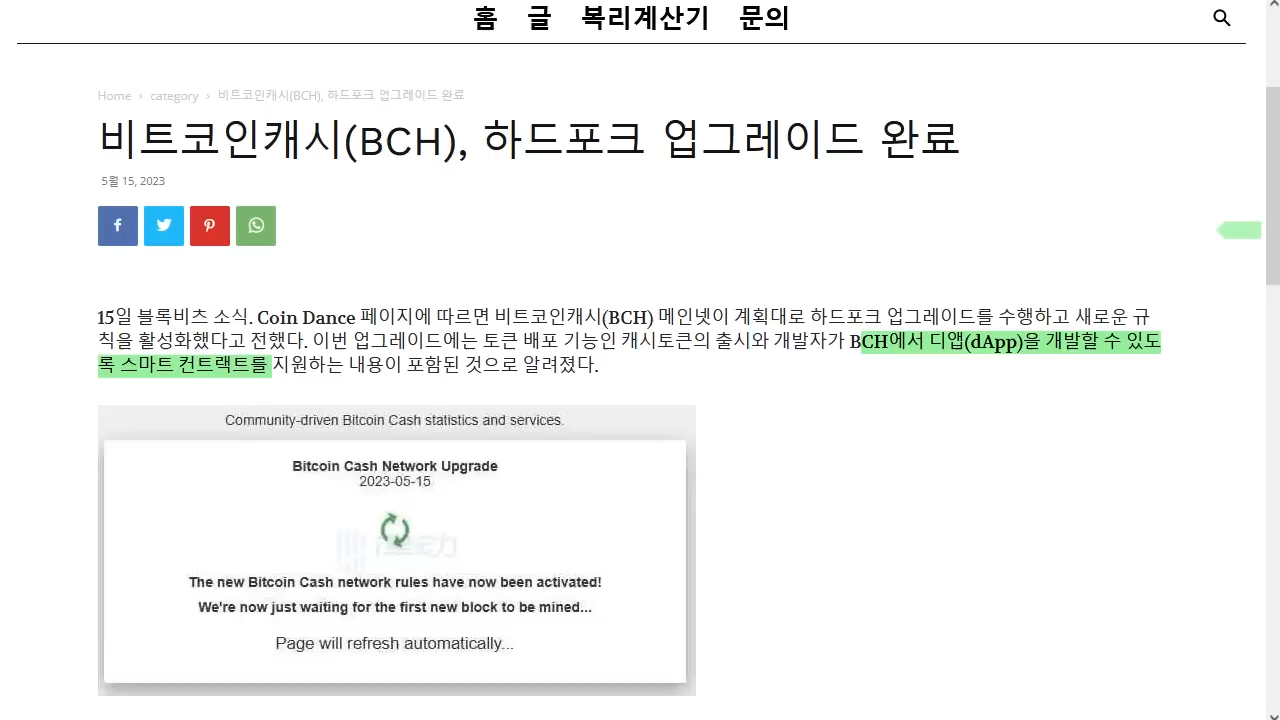 홈 글 복리계산기 문의
Home › category › 비트코인캐시(BCH), 하드포크 업그레이드 완료
비트코인캐시(BCH), 하드포크 업그레이드 완료
5월 15, 2023
15일 블록비츠 소식. Coin Dance 페이지에 따르면 비트코인캐시(BCH) 메인넷이 계획대로 하드포크 업그레이드를 수행하고 새로운 규
칙을 활성화했다고 전했다. 이번 업그레이드에는 토큰 배포 기능인 캐시토큰의 출시와 개발자가 BCH에서 디앱(dApp)을 개발할 수 있도
록 스마트 컨트랙트를 지원하는 내용이 포함된 것으로 알려졌다.
Community-driven Bitcoin Cash statistics and services.
Bitcoin Cash Network Upgrade
2023-05-15
The new Bitcoin Cash network rules have now been activated!
We're now just waiting for the first new block to be mined...
Page will refresh automatically...